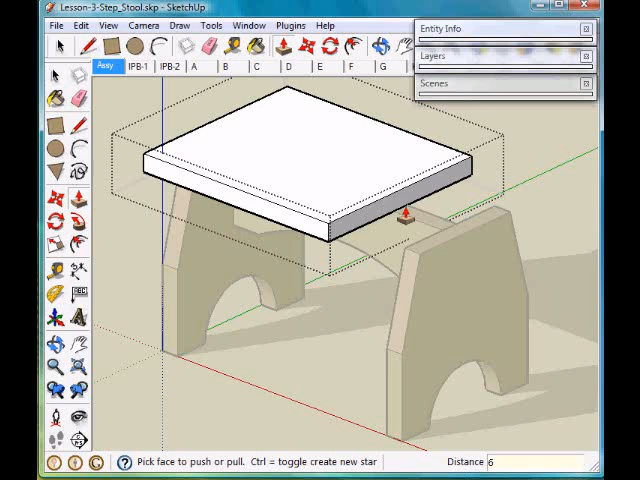 Lesson-3-Step_Stool.skp - SketchUp
File Edit View Camera Draw Tools Window Plugins Help
Entity Info
Layers
Scenes
Assy IPB-1 IPB-2 A B C D E F G
ABC
A
Pick face to push or pull. Ctrl = toggle create new star
Distance 6